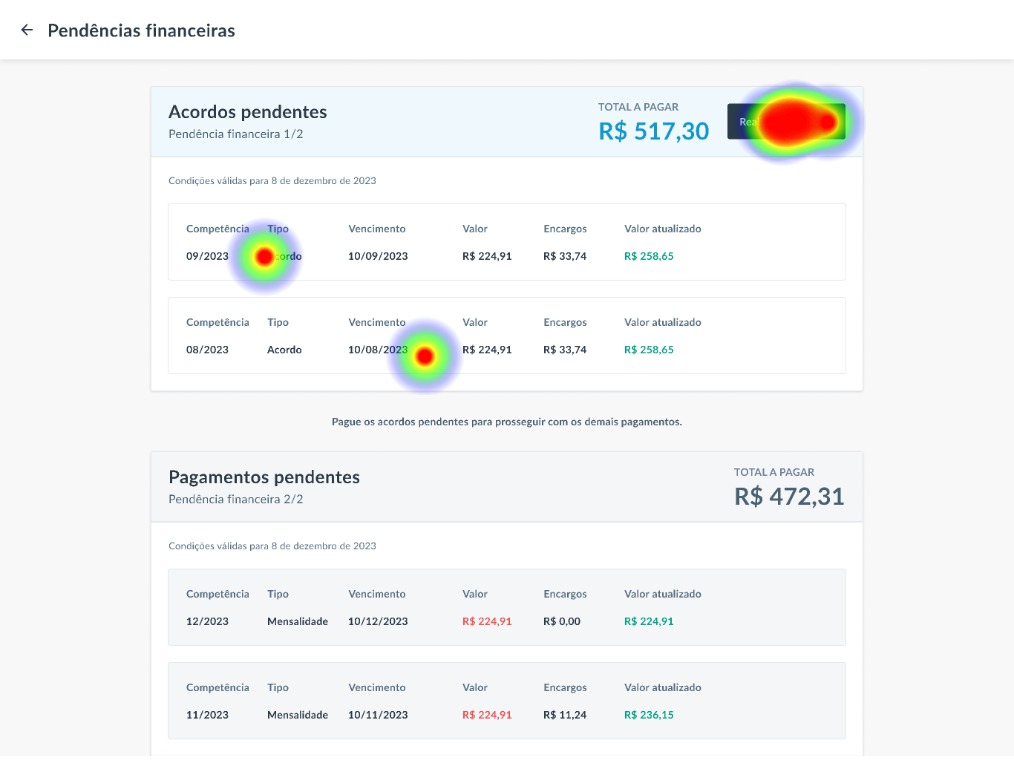 Pendências financeiras
Acordos pendentes
Pendência financeira 1/2
TOTAL A PAGAR
R$ 517,30
Condições válidas para 8 de dezembro de 2023
Competência Tipo Vencimento Valor Encargos Valor atualizado
09/2023 10/09/2023 R$ 224,91 R$ 33,74 R$ 258,65
Competência Tipo Vencimento Valor Encargos Valor atualizado
08/2023 Acordo 10/08/2023 R$ 224,91 R$ 33,74 R$ 258,65
Pague os acordos pendentes para prosseguir com os demais pagamentos.
Pagamentos pendentes
Pendência financeira 2/2
TOTAL A PAGAR
R$ 472,31
Condições válidas para 8 de dezembro de 2023
Competência Tipo Vencimento Valor Encargos Valor atualizado
12/2023 Mensalidade 10/12/2023 R$ 224,91 R$ 0,00 R$ 224,91
Competência Tipo Vencimento Valor Encargos Valor atualizado
11/2023 Mensalidade 10/11/2023 R$ 224,91 R$ 11,24 R$ 236,15